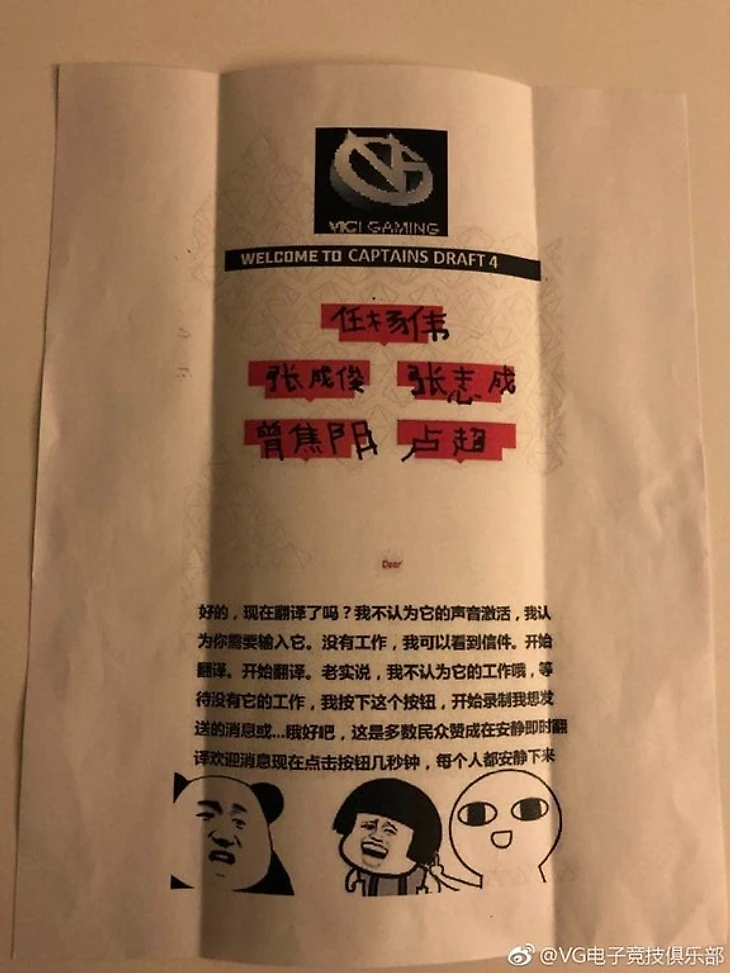 VICI GAMING
WELCOME TO CAPTAINS DRAFT 4
任杨伟
张成俊 张志成
曾焦阳 占超
Dear
好的，现在翻译了吗？我不认为它的声音激活，我认
为你需要输入它。没有工作，我可以看到信件。开始
翻译。开始翻译。老实说，我不认为它的工作哦，等
待没有它的工作，我按下这个按钮，开始录制我想发
送的消息或...哦好吧，这是多数民众赞成在安静即时翻
译欢迎消息现在点击按钮几秒钟，每个人都安静下来
@VG电子竞技俱乐部